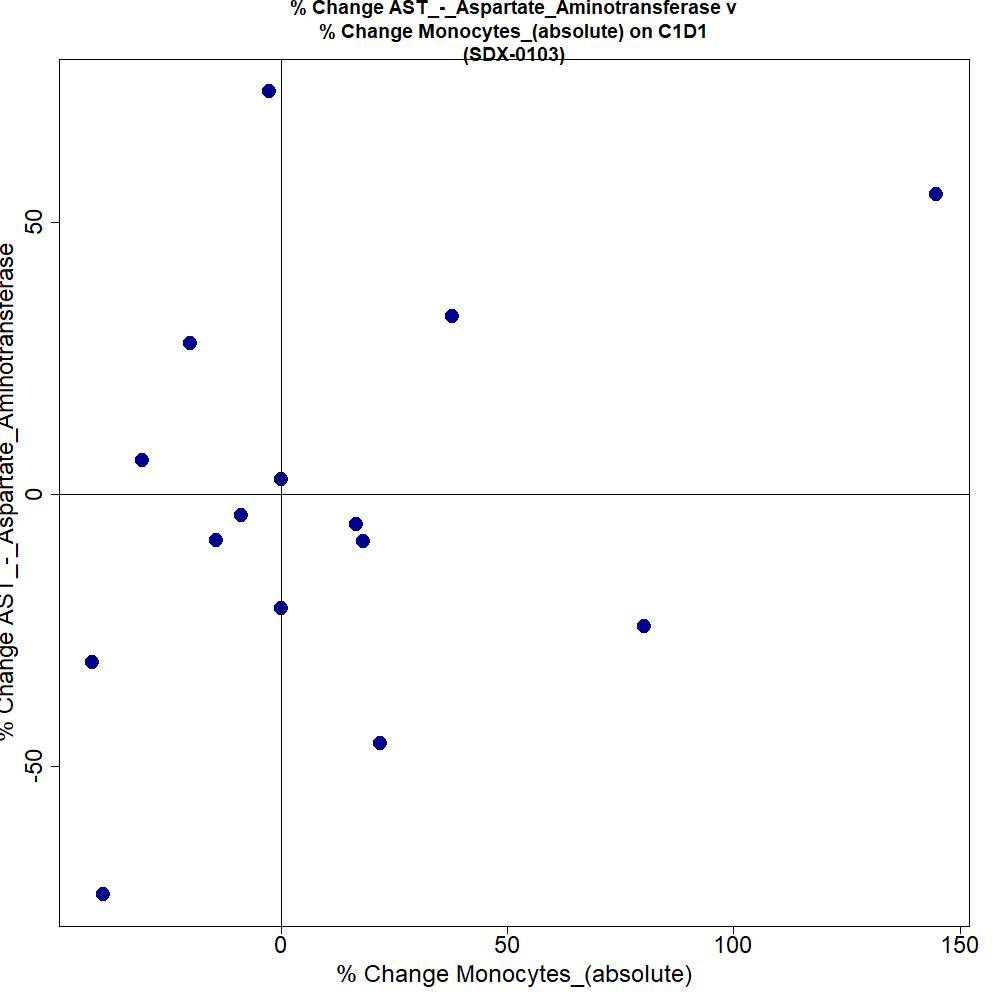 % Change AST_-_Aspartate_Aminotransferase v
% Change Monocytes_(absolute) on C1D1
(SDX-0103)
% Change AST_-_Aspartate_Aminotransferase
50
0
-50
0
50
100
150
% Change Monocytes_(absolute)